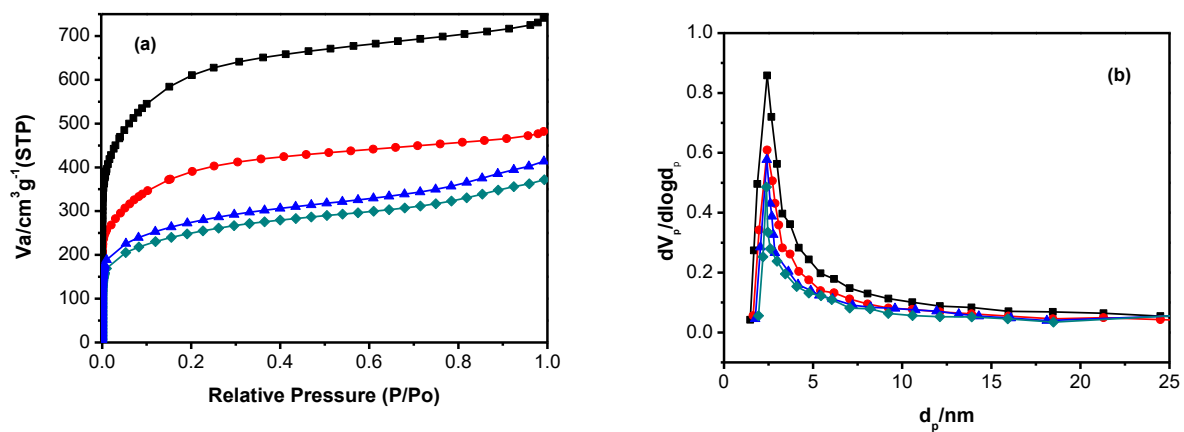 (a)
Va/cm³g⁻¹(STP)
700
600
500
400
300
200
100
0
0.0 0.2 0.4 0.6 0.8 1.0
Relative Pressure (P/Po)
(b)
dVₚ/dlogdₚ
1.0
0.8
0.6
0.4
0.2
0.0
0 5 10 15 20 25
dₚ/nm